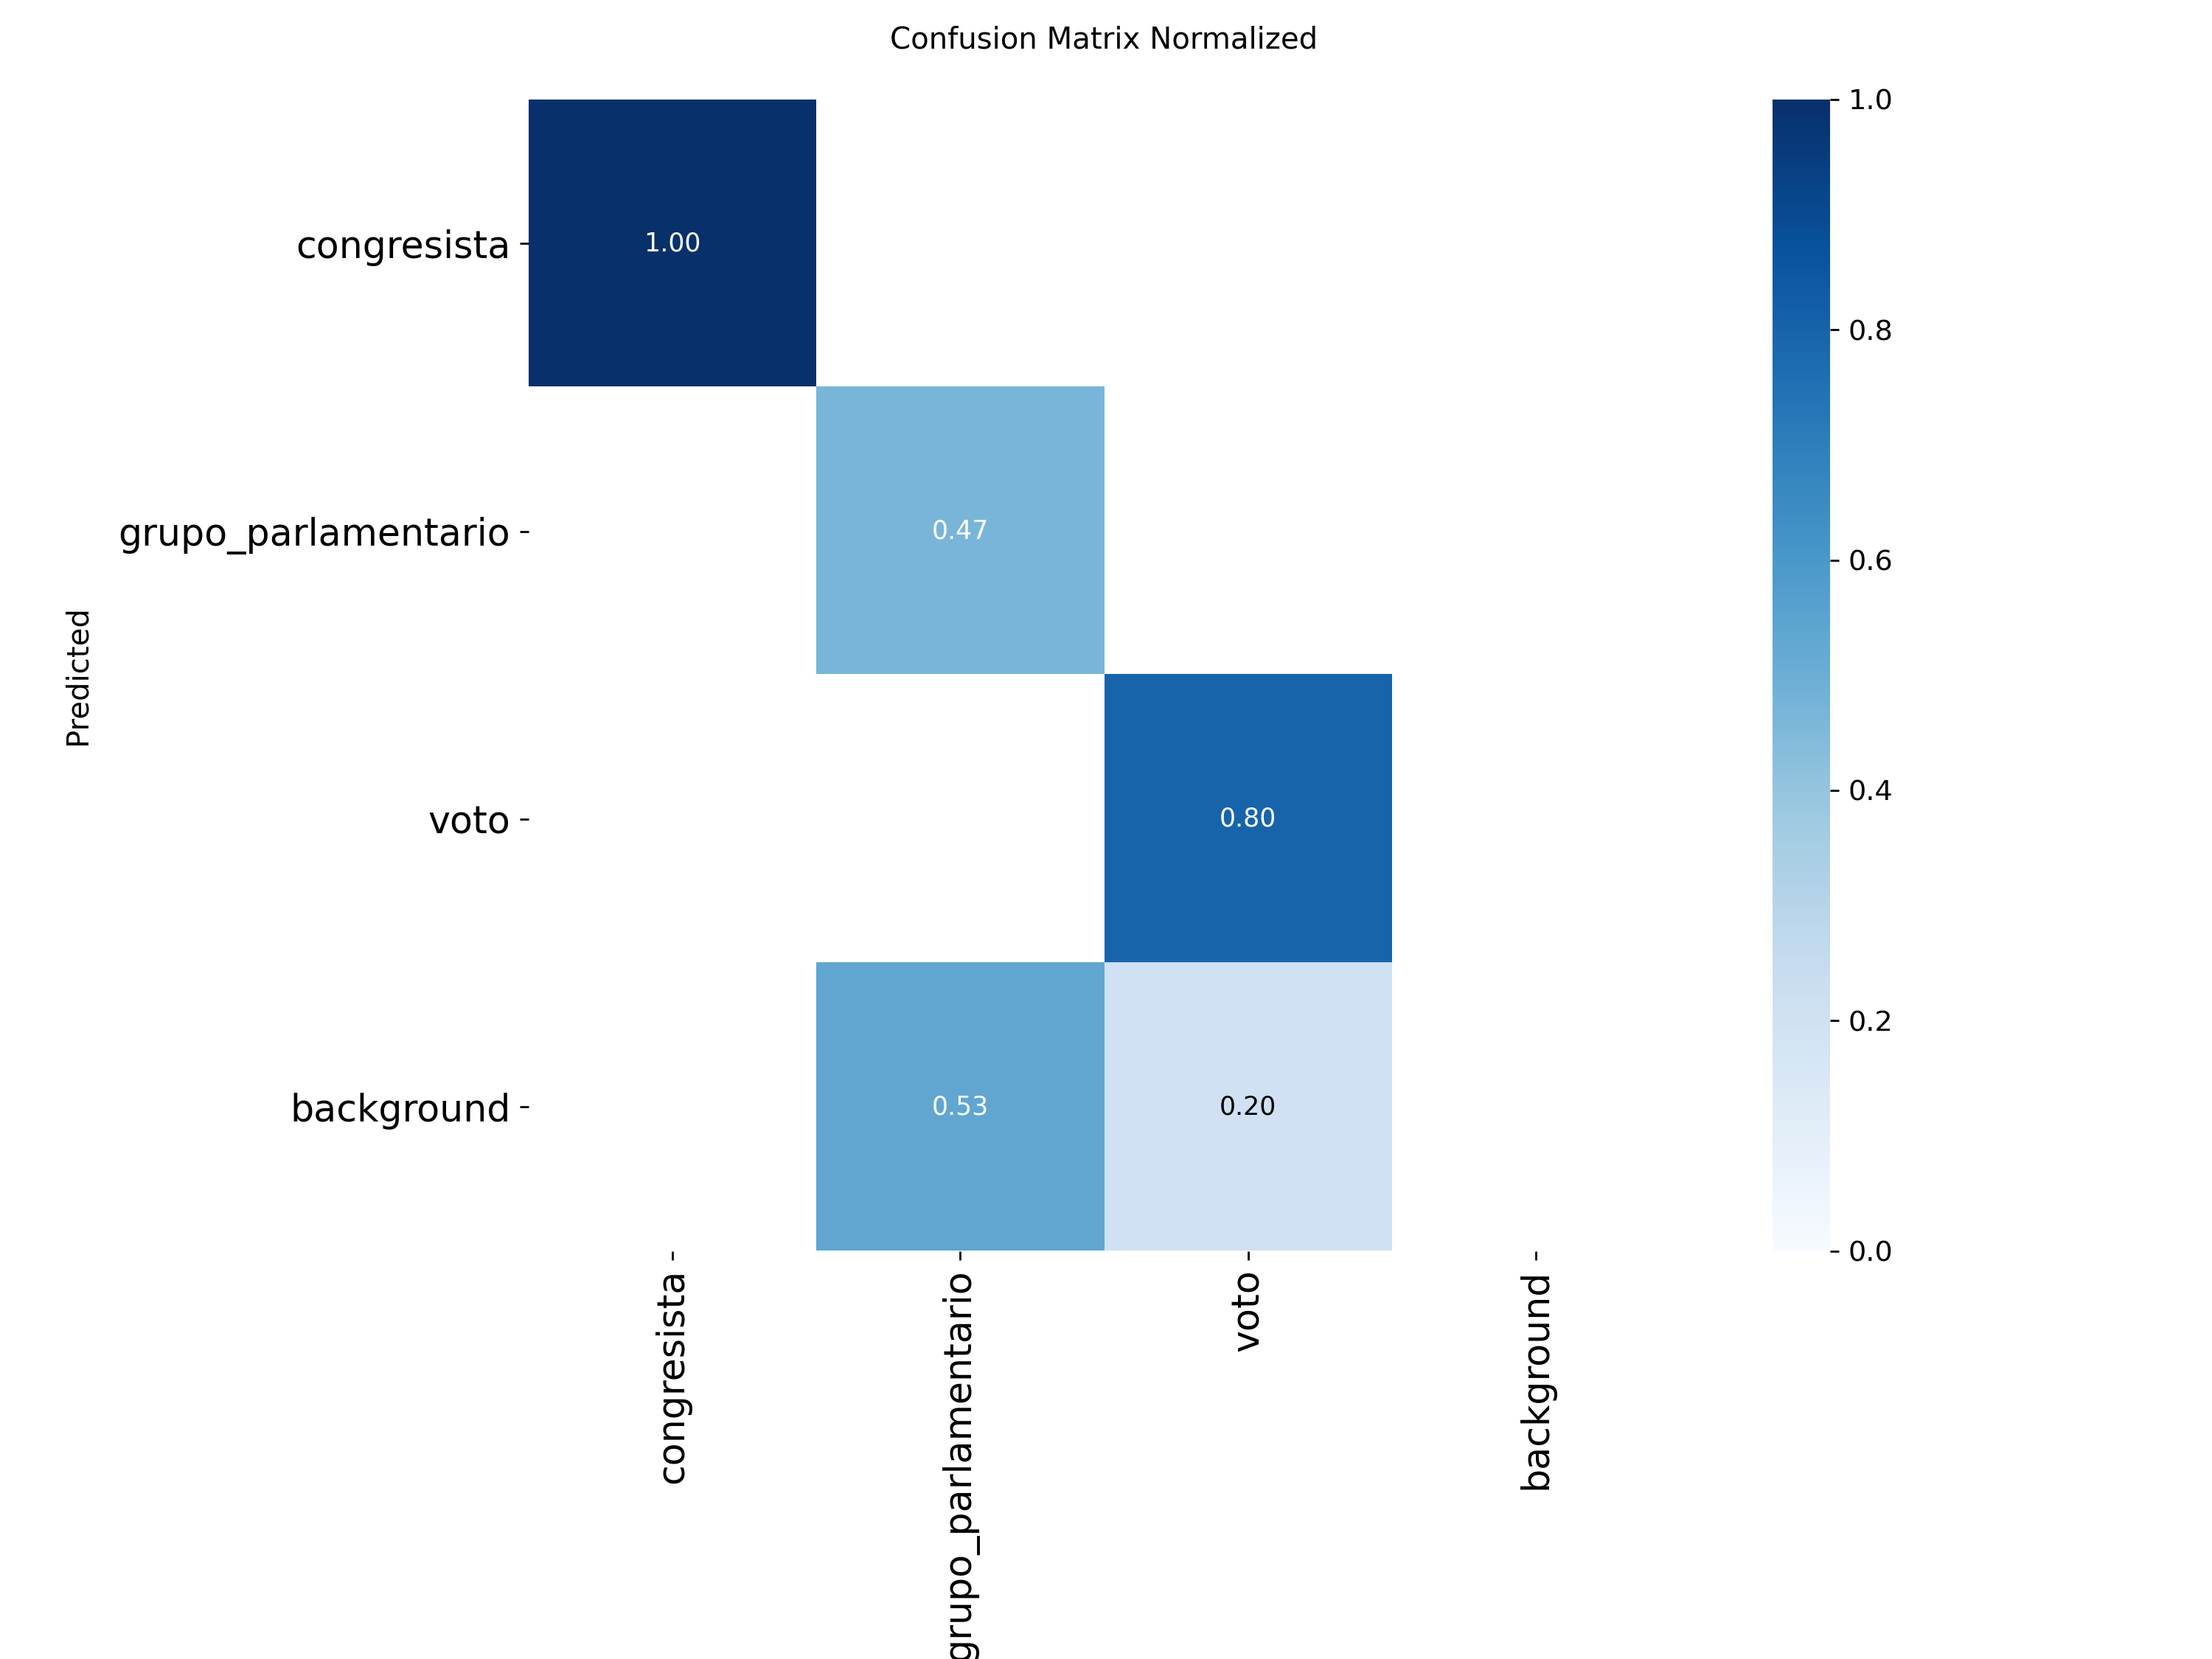 Confusion Matrix Normalized
congresista
grupo_parlamentario
voto
background
Predicted
1.00
0.47
0.80
0.53
0.20
congresista
grupo_parlamentario
voto
background
1.0
0.8
0.6
0.4
0.2
0.0